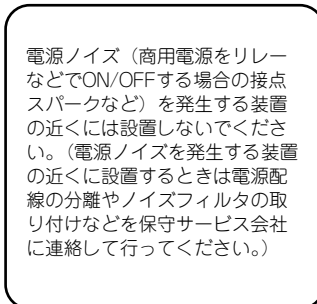 電源ノイズ（商用電源をリレー
などでON/OFFする場合の接点
スパークなど）を発生する装置
の近くには設置しないでくださ
い。（電源ノイズを発生する装置
の近くに設置するときは電源配
線の分離やノイズフィルタの取
り付けなどを保守サービス会社
に連絡して行ってください。）